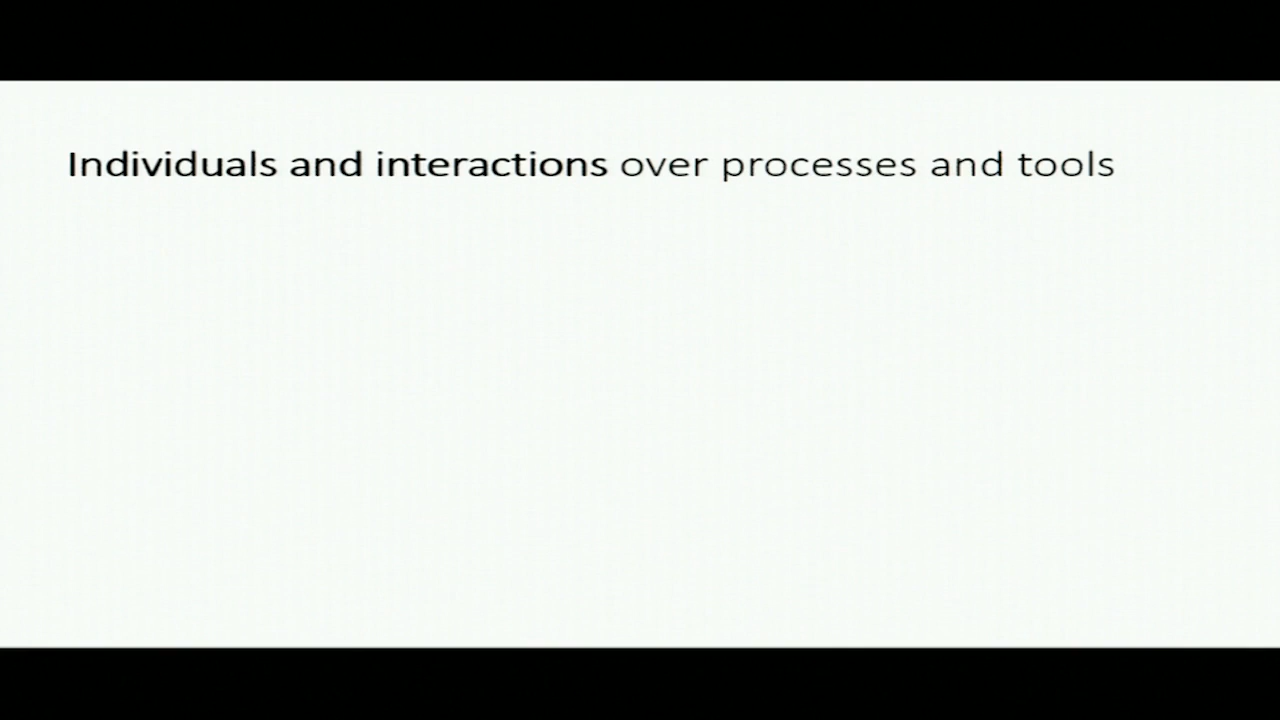 Individuals and interactions over processes and tools